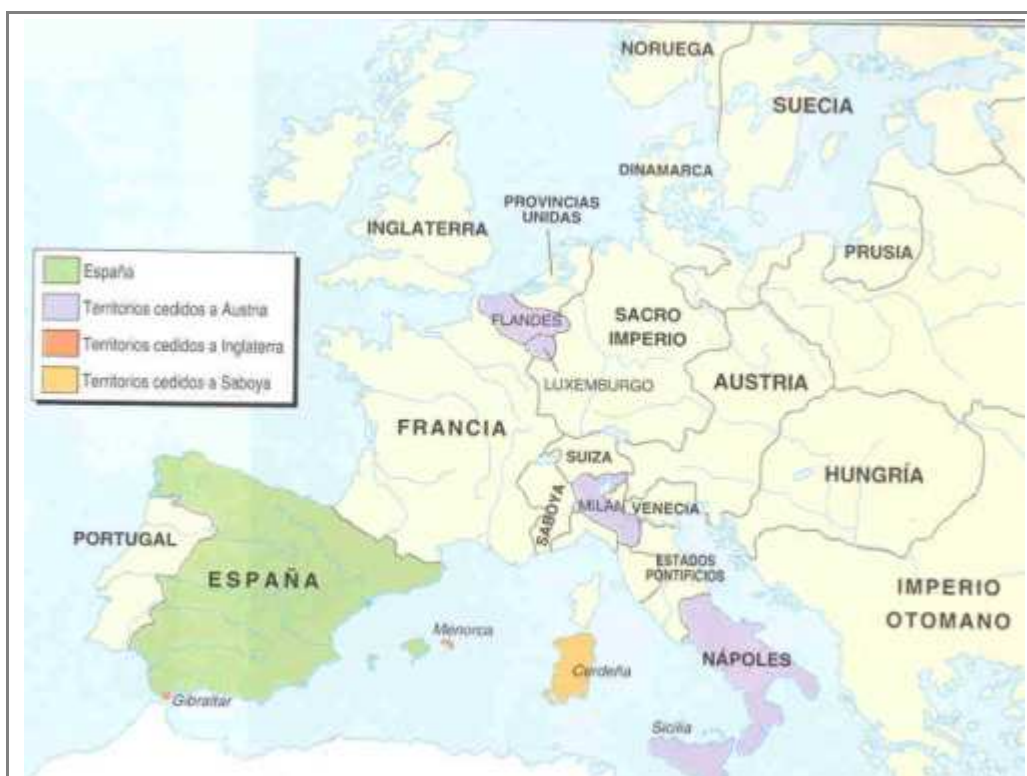 NORUEGA
SUECIA
DINAMARCA
PROVINCIAS
UNIDAS
INGLATERRA
PRUSIA
España
Territorios cedidos a Austria
Territorios cedidos a Inglaterra
Territorios cedidos a Saboya
FLANDES
SACRO
IMPERIO
LUXEMBURGO
AUSTRIA
FRANCIA
SUIZA
HUNGRÍA
SABOYA
MILÁN
VENECIA
PORTUGAL
ESPAÑA
ESTADOS
PONTIFICIOS
IMPERIO
OTOMANO
Menorca
Cerdeña
NÁPOLES
Gibraltar
Sicilia